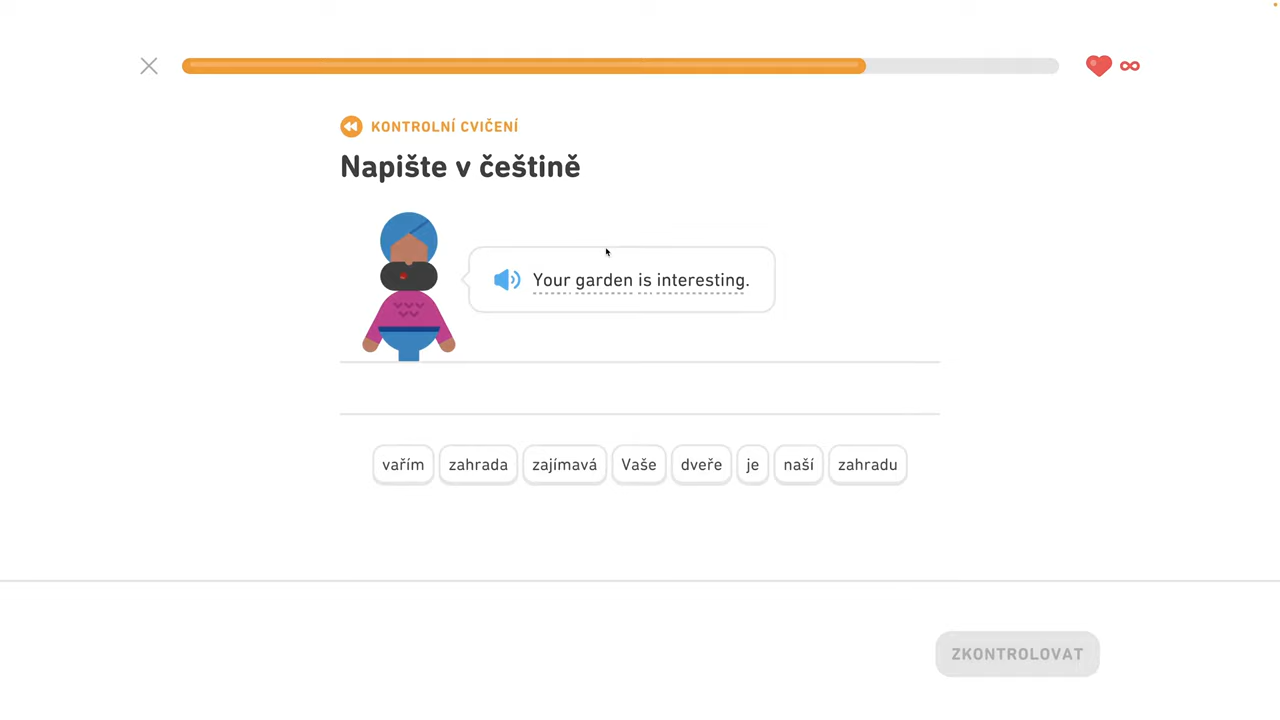 ∞
KONTROLNÍ CVIČENÍ
Napište v češtině
Your garden is interesting.
vařím zahrada zajímavá Vaše dveře je naší zahradu
ZKONTROLOVAT